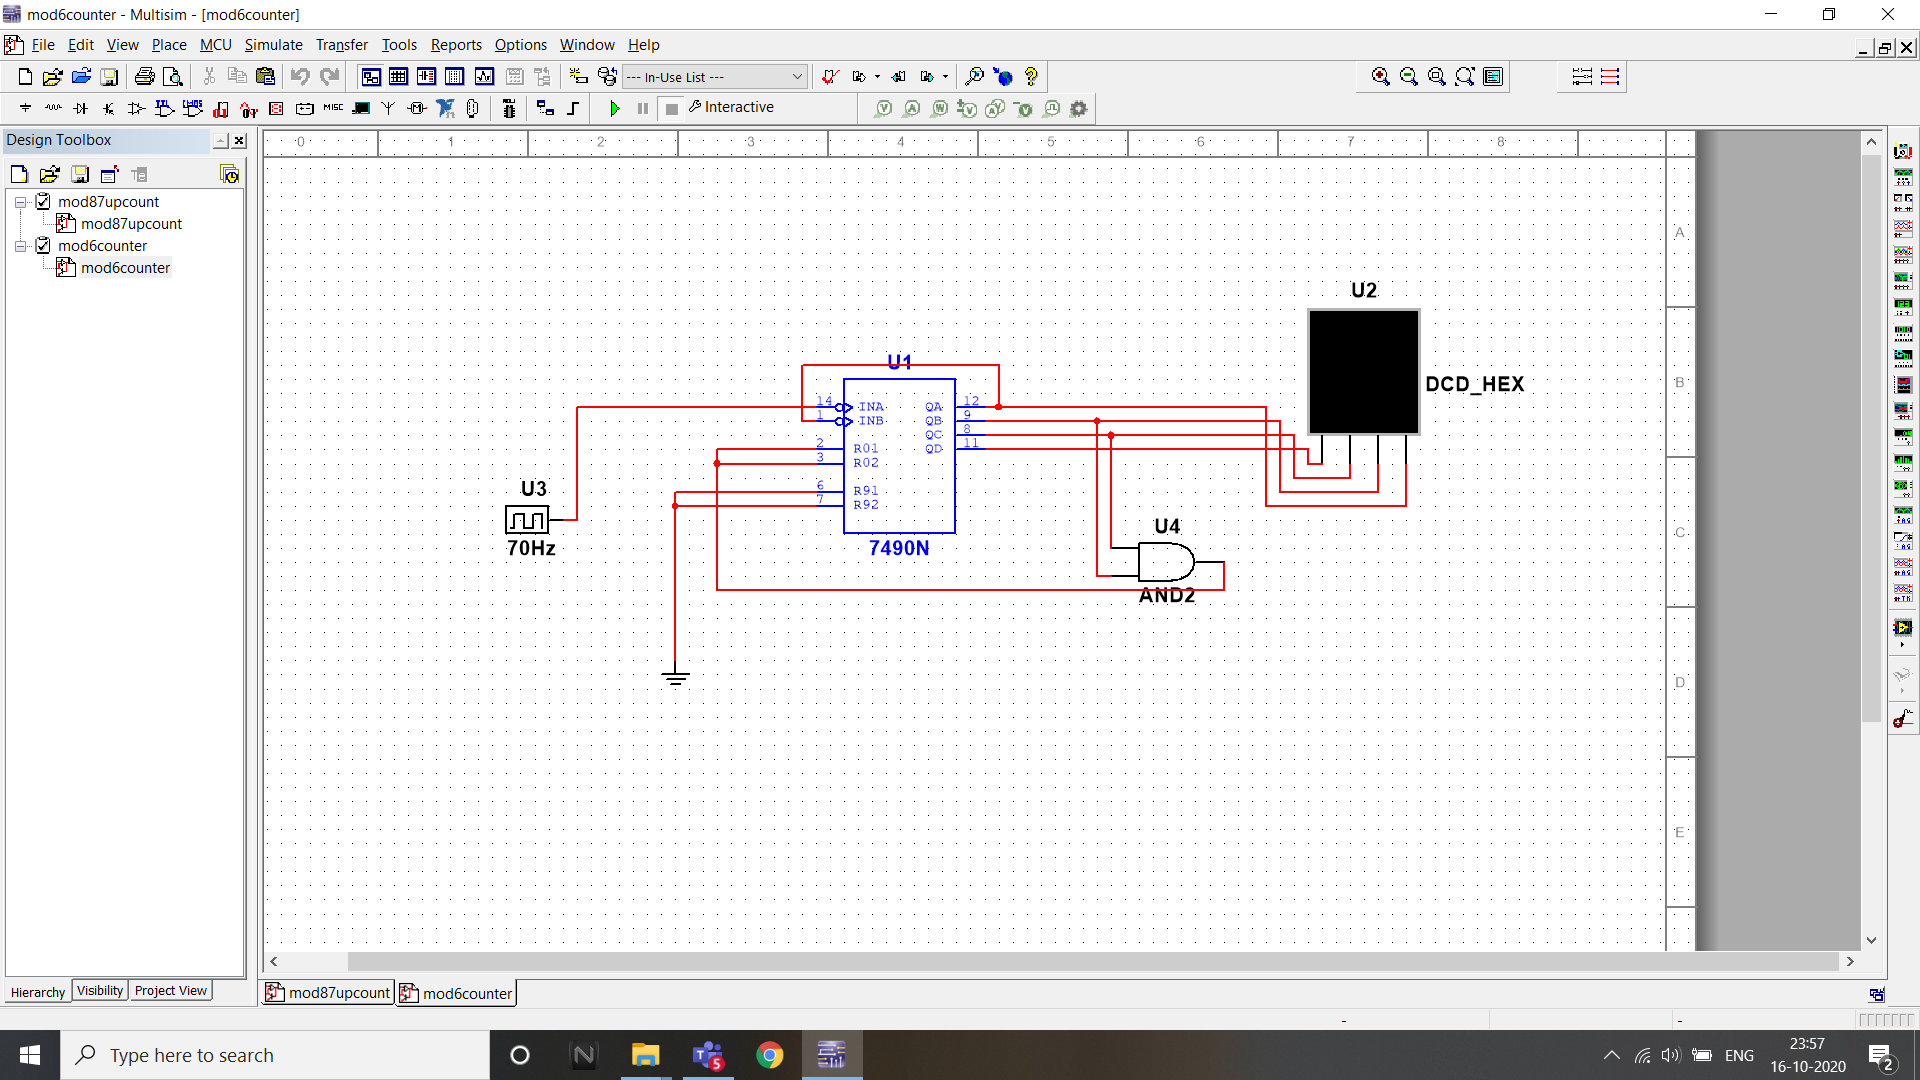 mod6counter - Multisim - [mod6counter]
File Edit View Place MCU Simulate Transfer Tools Reports Options Window Help
--- In-Use List ---
MISC
Interactive
Design Toolbox
mod87upcount
mod87upcount
mod6counter
mod6counter
0 1 2 3 4 5 6 7 8
A
B
C
D
E
U2
DCD_HEX
U1
14 INA QA 12
1 INB QB 9
QC 8
2 R01 QD 11
3 R02
6 R91
7 R92
7490N
U3
70Hz
U4
AND2
Hierarchy Visibility Project View
mod87upcount mod6counter
- -
Type here to search
5
ENG
23:57
16-10-2020
2